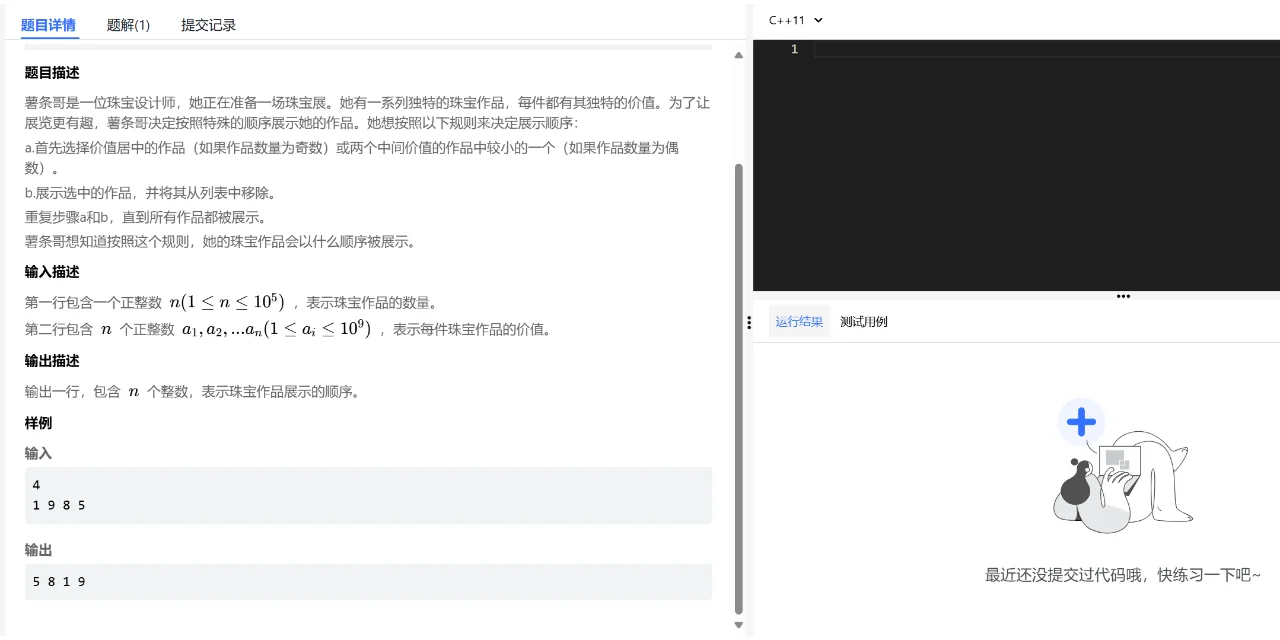 题目详情 题解(1) 提交记录
题目描述
薯条哥是一位珠宝设计师，她正在准备一场珠宝展。她有一系列独特的珠宝作品，每件都有其独特的价值。为了让
展览更有趣，薯条哥决定按照特殊的顺序展示她的作品。她想按照以下规则来决定展示顺序：
a.首先选择价值居中的作品（如果作品数量为奇数）或两个中间价值的作品中较小的一个（如果作品数量为偶
数）。
b.展示选中的作品，并将其从列表中移除。
重复步骤a和b，直到所有作品都被展示。
薯条哥想知道按照这个规则，她的珠宝作品会以什么顺序被展示。
输入描述
第一行包含一个正整数 n(1 ≤ n ≤ 10⁵) ，表示珠宝作品的数量。
第二行包含 n 个正整数 a₁, a₂, ...aₙ(1 ≤ aᵢ ≤ 10⁹) ，表示每件珠宝作品的价值。
输出描述
输出一行，包含 n 个整数，表示珠宝作品展示的顺序。
样例
输入
4
1 9 8 5
输出
5 8 1 9
C++11
1
运行结果 测试用例
最近还没提交过代码哦，快练习一下吧~